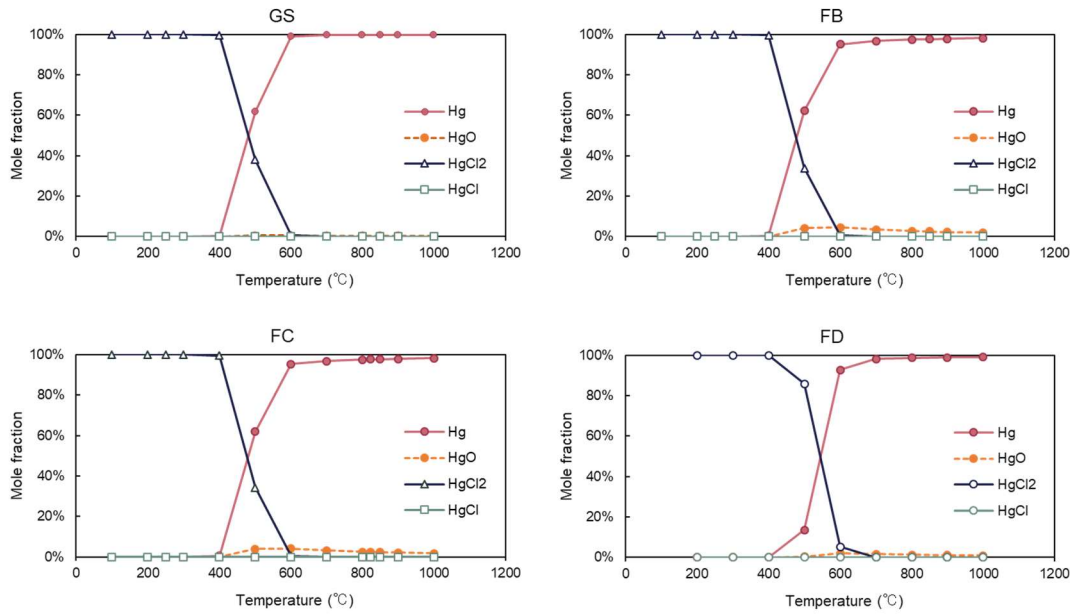 GS
100%
80%
60%
40%
20%
0%
Mole fraction
0 200 400 600 800 1000 1200
Temperature (℃)
Hg
HgO
HgCl2
HgCl
FB
100%
80%
60%
40%
20%
0%
Mole fraction
0 200 400 600 800 1000 1200
Temperature (℃)
Hg
HgO
HgCl2
HgCl
FC
100%
80%
60%
40%
20%
0%
Mole fraction
0 200 400 600 800 1000 1200
Temperature (℃)
Hg
HgO
HgCl2
HgCl
FD
100%
80%
60%
40%
20%
0%
Mole fraction
0 200 400 600 800 1000 1200
Temperature (℃)
Hg
HgO
HgCl2
HgCl